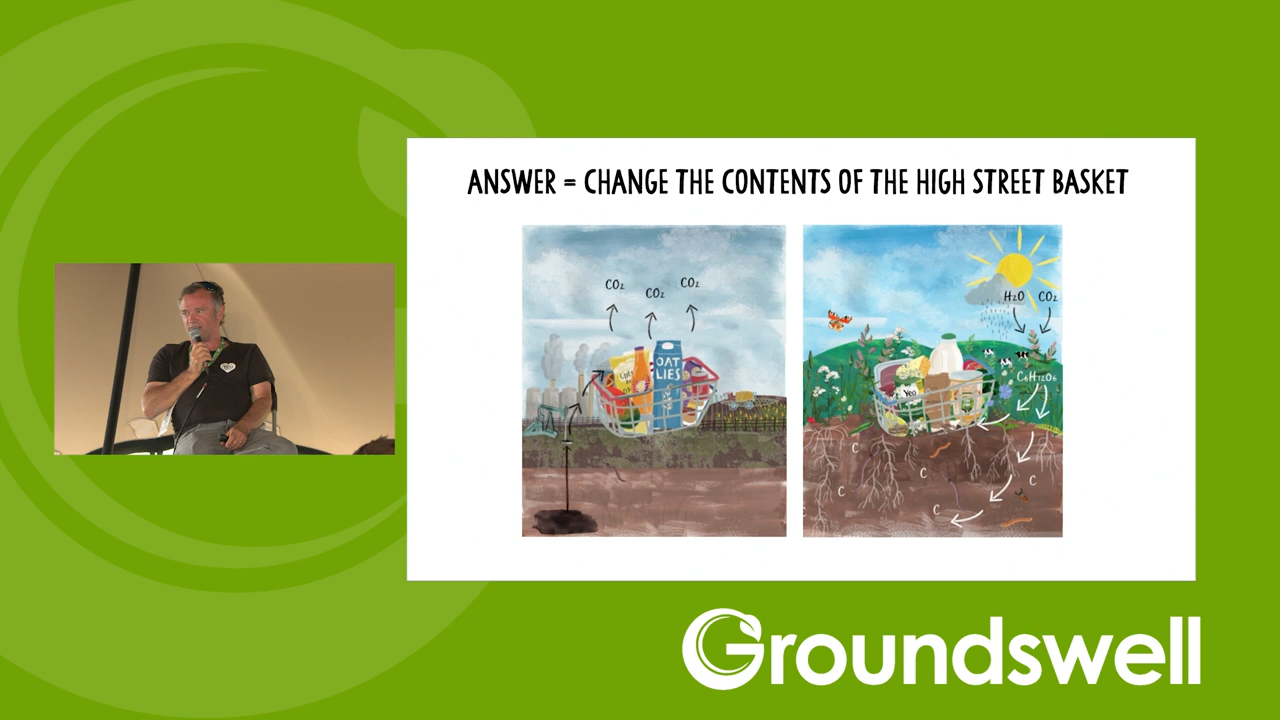 ANSWER = CHANGE THE CONTENTS OF THE HIGH STREET BASKET
CO₂
CO₂
CO₂
OAT
LIES
H₂O
CO₂
C₆H₁₂O₆
Yeo
C
C
C
C
C
Groundswell